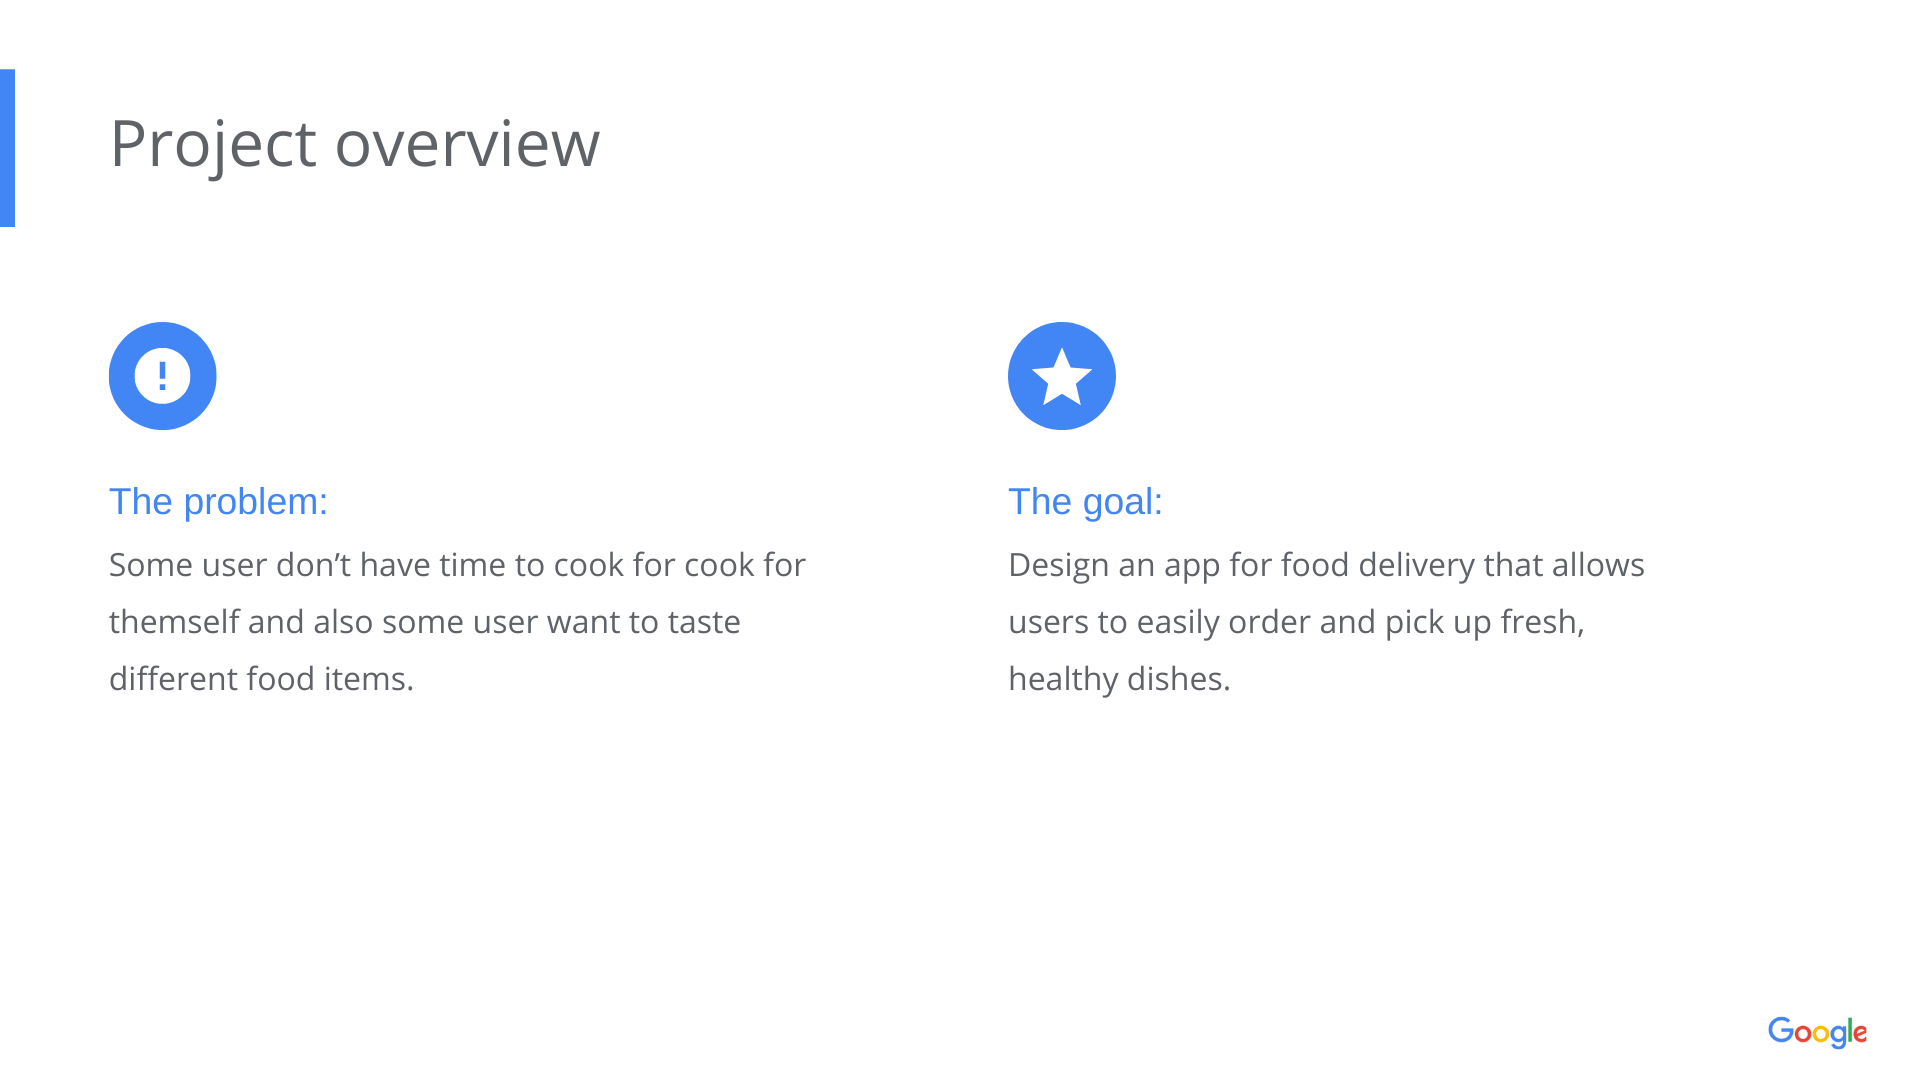 Project overview
The problem:
Some user don’t have time to cook for cook for
themself and also some user want to taste
different food items.
The goal:
Design an app for food delivery that allows
users to easily order and pick up fresh,
healthy dishes.
Google